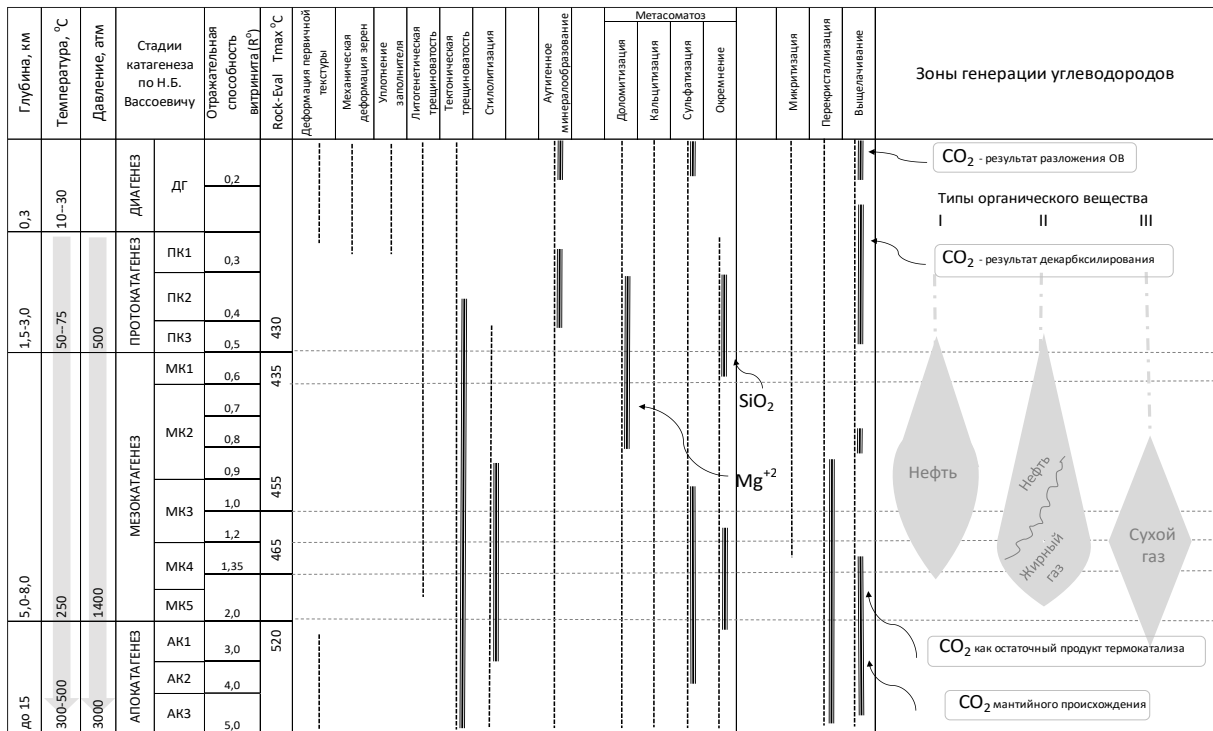 Глубина, км
Температура, °С
Давление, атм
Стадии
катагенеза
по Н.Б.
Вассоевичу
Отражательная
способность
витринита (R⁰)
Rock-Eval Tmax °С
Деформация первичной
текстуры
Механическая
деформация зерен
Уплотнение
заполнителя
Литогенетическая
трещиноватость
Тектоническая
трещиноватость
Стилолитизация
Аутигенное
минералобразование
Метасоматоз
Доломитизация
Кальцитизация
Сульфатизация
Окремнение
Микритизация
Перекристаллизация
Выщелачивание
Зоны генерации углеводородов
0,3
10--30
ДИАГЕНЕЗ
ДГ
0,2
CO₂ - результат разложения ОВ
Типы органического вещества
I II III
1,5-3,0
50--75
500
ПРОТОКАТАГЕНЕЗ
ПК1
0,3
ПК2
0,4
ПК3
0,5
430
CO₂ - результат декарбксилирования
5,0-8,0
250
1400
МЕЗОКАТАГЕНЕЗ
МК1
0,6
435
МК2
0,7
0,8
0,9
МК3
1,0
455
1,2
МК4
1,35
465
МК5
2,0
SiO₂
Mg⁺²
Нефть
Нефть
Жирный
газ
Сухой
газ
до 15
300-500
3000
АПОКАТАГЕНЕЗ
АК1
3,0
520
АК2
4,0
АК3
5,0
CO₂ как остаточный продукт термокатализа
CO₂ мантийного происхождения